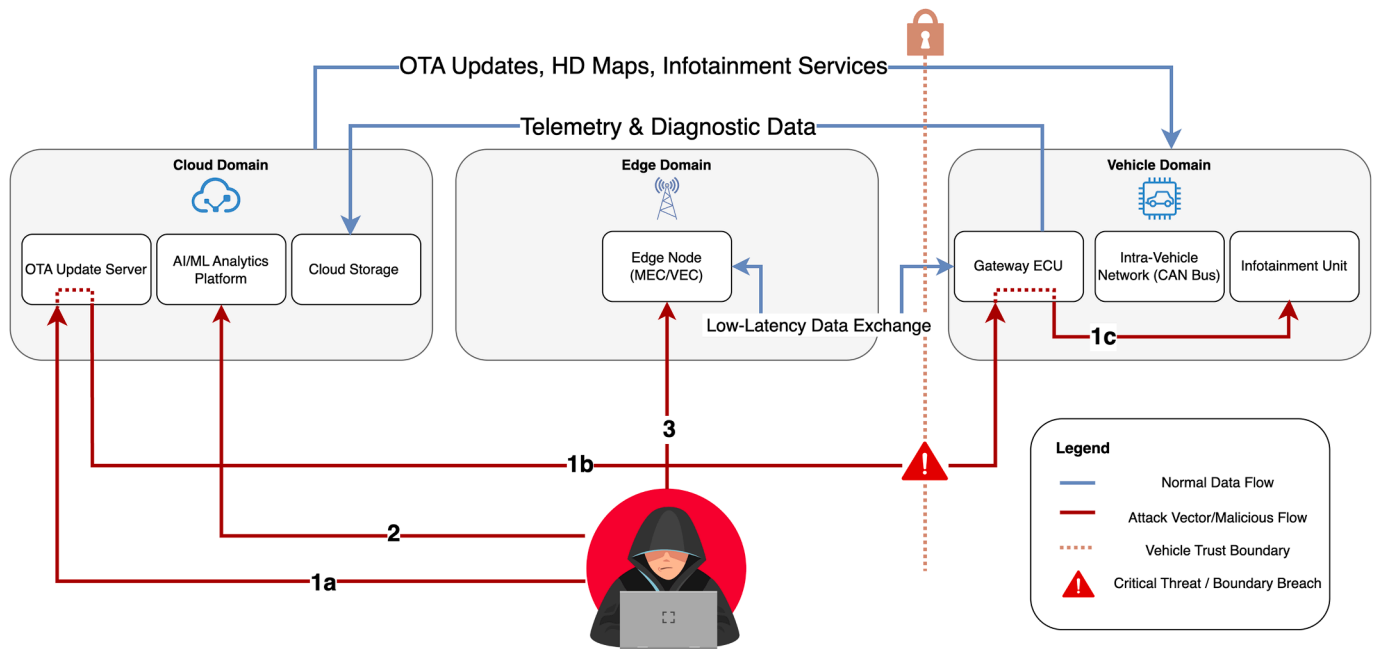 OTA Updates, HD Maps, Infotainment Services
Telemetry & Diagnostic Data
Cloud Domain
Edge Domain
Vehicle Domain
OTA Update Server
AI/ML Analytics
Platform
Cloud Storage
Edge Node
(MEC/VEC)
Gateway ECU
Intra-Vehicle
Network (CAN Bus)
Infotainment Unit
Low-Latency Data Exchange
1c
3
1b
2
1a
Legend
Normal Data Flow
Attack Vector/Malicious Flow
Vehicle Trust Boundary
Critical Threat / Boundary Breach